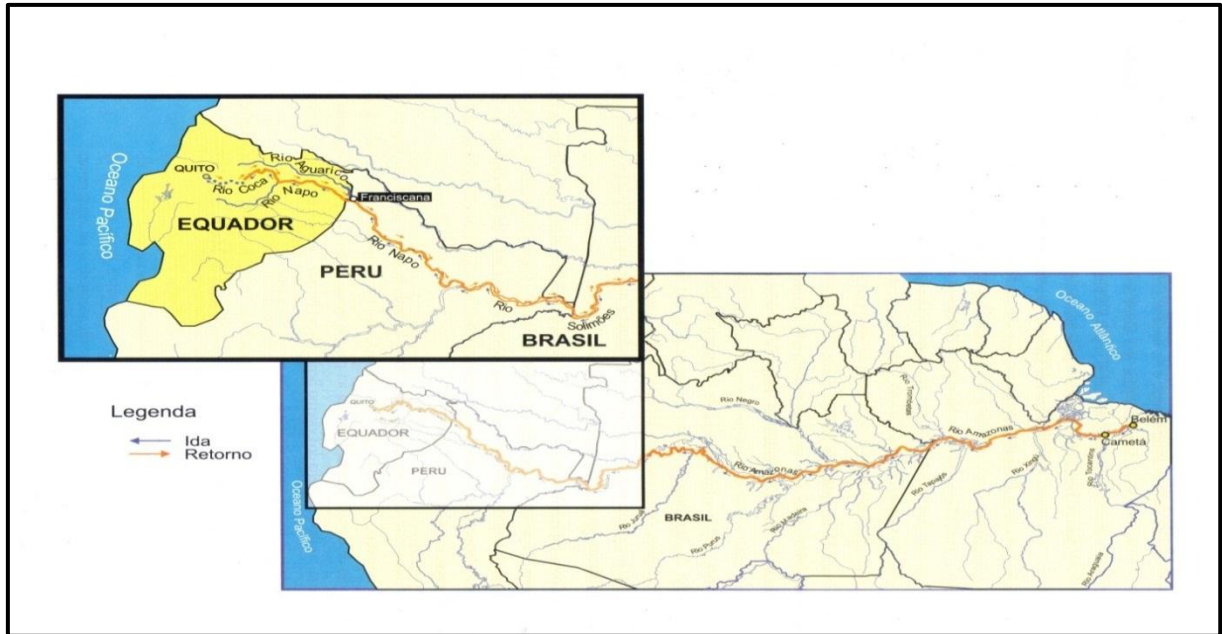 Oceano Pacífico
QUITO
Rio Aguarico
Rio Coca
Rio Napo
Franciscana
EQUADOR
Rio Napo
PERU
Rio
Solimões
BRASIL
Oceano Atlântico
Legenda
Ida
Retorno
QUITO
EQUADOR
PERU
Oceano Pacífico
Rio Negro
Rio Trombetas
Rio Amazonas
Belém
Cametá
Rio Amazonas
Rio Xingú
Rio Tocantins
Rio Tapajós
Rio Juruá
BRASIL
Rio Madeira
Rio Purus
Rio Araguaia